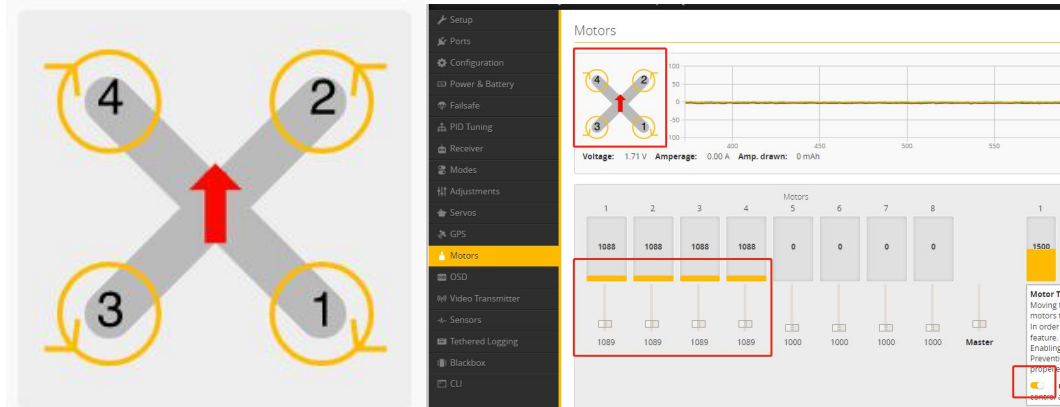 4
2
3
1
Setup
Ports
Configuration
Power & Battery
Failsafe
PID Tuning
Receiver
Modes
Adjustments
Servos
GPS
Motors
OSD
Video Transmitter
Sensors
Tethered Logging
Blackbox
CLI
Motors
4 2
3 1
100
50
0
-50
-100
400 450 500 550
Voltage: 1.71 V Amperage: 0.00 A Amp. drawn: 0 mAh
Motors
1 2 3 4 5 6 7 8 1
1088 1088 1088 1088 0 0 0 0 1500
1089 1089 1089 1089 1000 1000 1000 1000 Master
Motor T
Moving
motors
In order
feature.
Enabling
Preventi
propelle
control